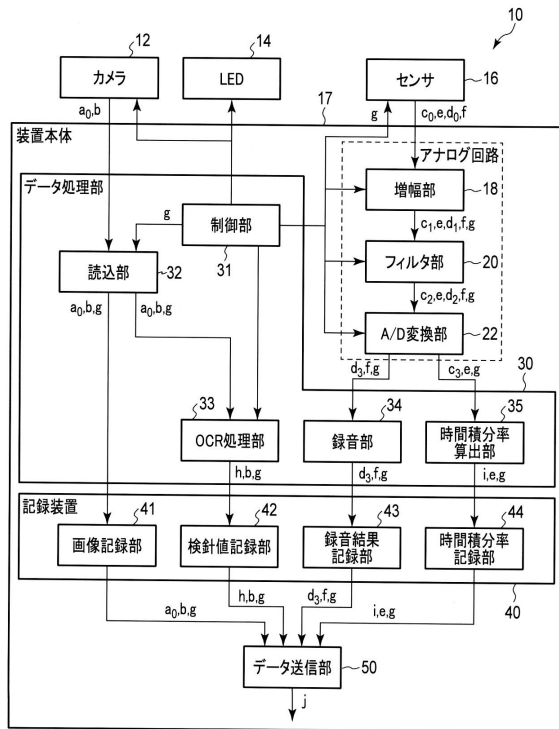 10
12
14
カメラ
LED
センサ
16
17
a0,b
g
c0,e,d0,f
装置本体
アナログ回路
データ処理部
増幅部
18
g
制御部
31
c1,e,d1,f,g
読込部
32
フィルタ部
20
a0,b,g
a0,b,g
c2,e,d2,f,g
A/D変換部
22
d3,f,g
c3,e,g
30
33
34
35
OCR処理部
録音部
時間積分率
算出部
h,b,g
d3,f,g
i,e,g
記録装置
41
42
43
44
画像記録部
検針値記録部
録音結果
記録部
時間積分率
記録部
40
a0,b,g
h,b,g
d3,f,g
i,e,g
データ送信部
50
j